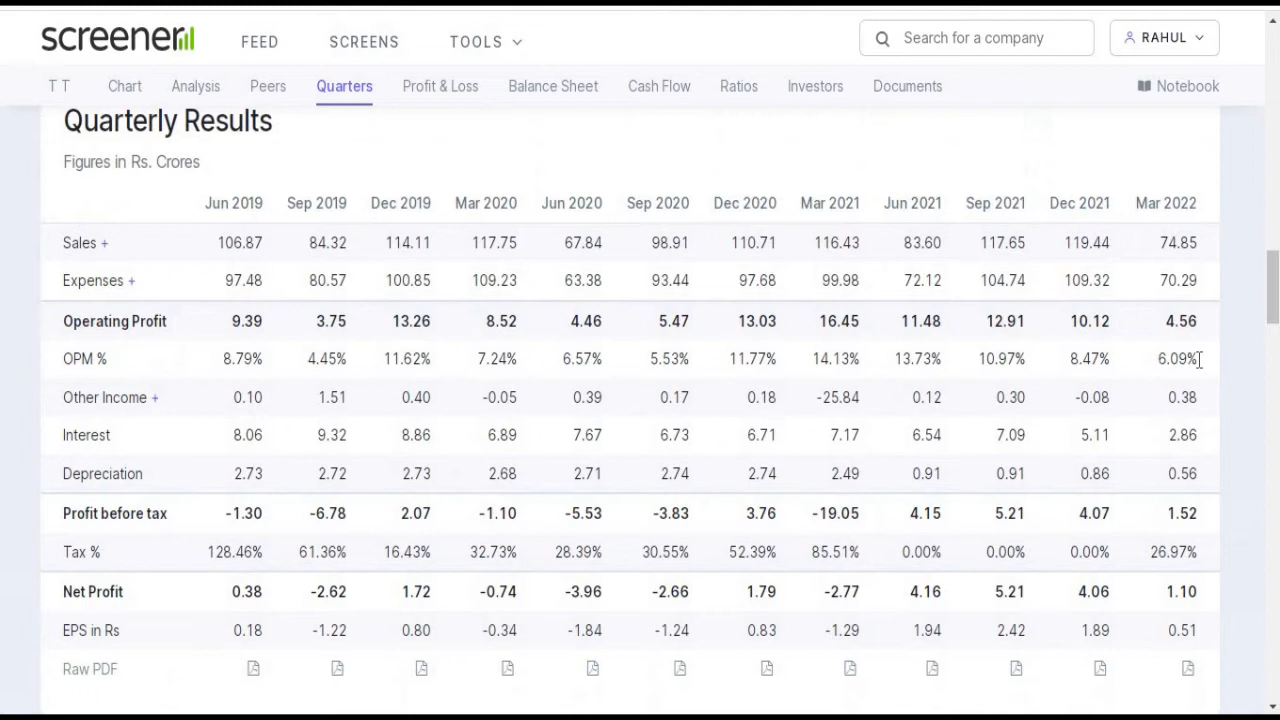 screener FEED SCREENS TOOLS Search for a company RAHUL
T T Chart Analysis Peers Quarters Profit & Loss Balance Sheet Cash Flow Ratios Investors Documents Notebook
Quarterly Results
Figures in Rs. Crores
Jun 2019 Sep 2019 Dec 2019 Mar 2020 Jun 2020 Sep 2020 Dec 2020 Mar 2021 Jun 2021 Sep 2021 Dec 2021 Mar 2022
Sales + 106.87 84.32 114.11 117.75 67.84 98.91 110.71 116.43 83.60 117.65 119.44 74.85
Expenses + 97.48 80.57 100.85 109.23 63.38 93.44 97.68 99.98 72.12 104.74 109.32 70.29
Operating Profit 9.39 3.75 13.26 8.52 4.46 5.47 13.03 16.45 11.48 12.91 10.12 4.56
OPM % 8.79% 4.45% 11.62% 7.24% 6.57% 5.53% 11.77% 14.13% 13.73% 10.97% 8.47% 6.09%
Other Income + 0.10 1.51 0.40 -0.05 0.39 0.17 0.18 -25.84 0.12 0.30 -0.08 0.38
Interest 8.06 9.32 8.86 6.89 7.67 6.73 6.71 7.17 6.54 7.09 5.11 2.86
Depreciation 2.73 2.72 2.73 2.68 2.71 2.74 2.74 2.49 0.91 0.91 0.86 0.56
Profit before tax -1.30 -6.78 2.07 -1.10 -5.53 -3.83 3.76 -19.05 4.15 5.21 4.07 1.52
Tax % 128.46% 61.36% 16.43% 32.73% 28.39% 30.55% 52.39% 85.51% 0.00% 0.00% 0.00% 26.97%
Net Profit 0.38 -2.62 1.72 -0.74 -3.96 -2.66 1.79 -2.77 4.16 5.21 4.06 1.10
EPS in Rs 0.18 -1.22 0.80 -0.34 -1.84 -1.24 0.83 -1.29 1.94 2.42 1.89 0.51
Raw PDF